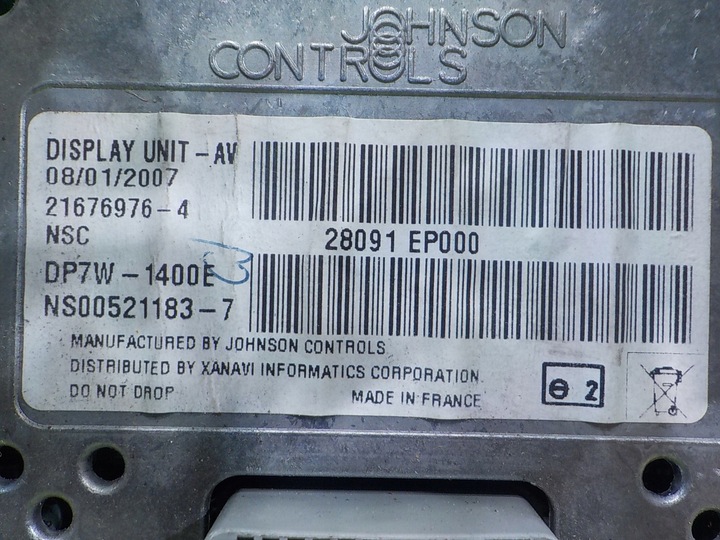 JOHNSON
CONTROLS
DISPLAY UNIT - AV
08/01/2007
21676976-4
NSC
28091 EP000
DP7W-1400E
NS00521183-7
MANUFACTURED BY JOHNSON CONTROLS
DISTRIBUTED BY XANAVI INFORMATICS CORPORATION
DO NOT DROP
MADE IN FRANCE
2